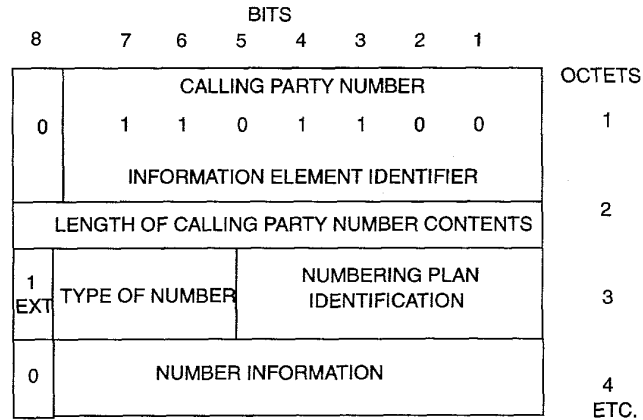 BITS
8 7 6 5 4 3 2 1
CALLING PARTY NUMBER
OCTETS
0 1 1 0 1 1 0 0
1
INFORMATION ELEMENT IDENTIFIER
LENGTH OF CALLING PARTY NUMBER CONTENTS
2
1
EXT
TYPE OF NUMBER
NUMBERING PLAN
IDENTIFICATION
3
0
NUMBER INFORMATION
4
ETC.